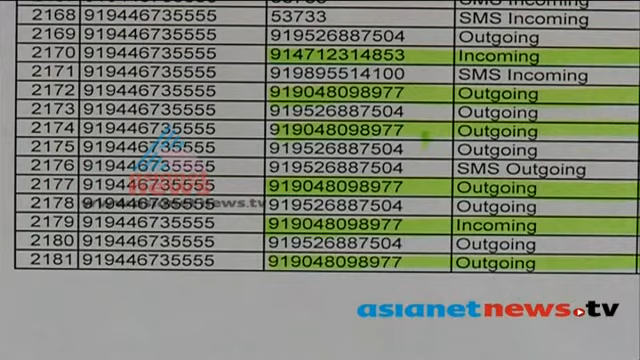 SMS Incoming
2168 919446735555 53733 SMS Incoming
2169 919446735555 919526887504 Outgoing
2170 919446735555 914712314853 Incoming
2171 919446735555 919895514100 SMS Incoming
2172 919446735555 919048098977 Outgoing
2173 919446735555 919526887504 Outgoing
2174 919446735555 919048098977 Outgoing
2175 919446735555 919526887504 Outgoing
2176 919446735555 919526887504 SMS Outgoing
2177 919446735555 919048098977 Outgoing
2178 919446735555 919526887504 Outgoing
2179 919446735555 919048098977 Incoming
2180 919446735555 919526887504 Outgoing
2181 919446735555 919048098977 Outgoing
asianetnews.tv